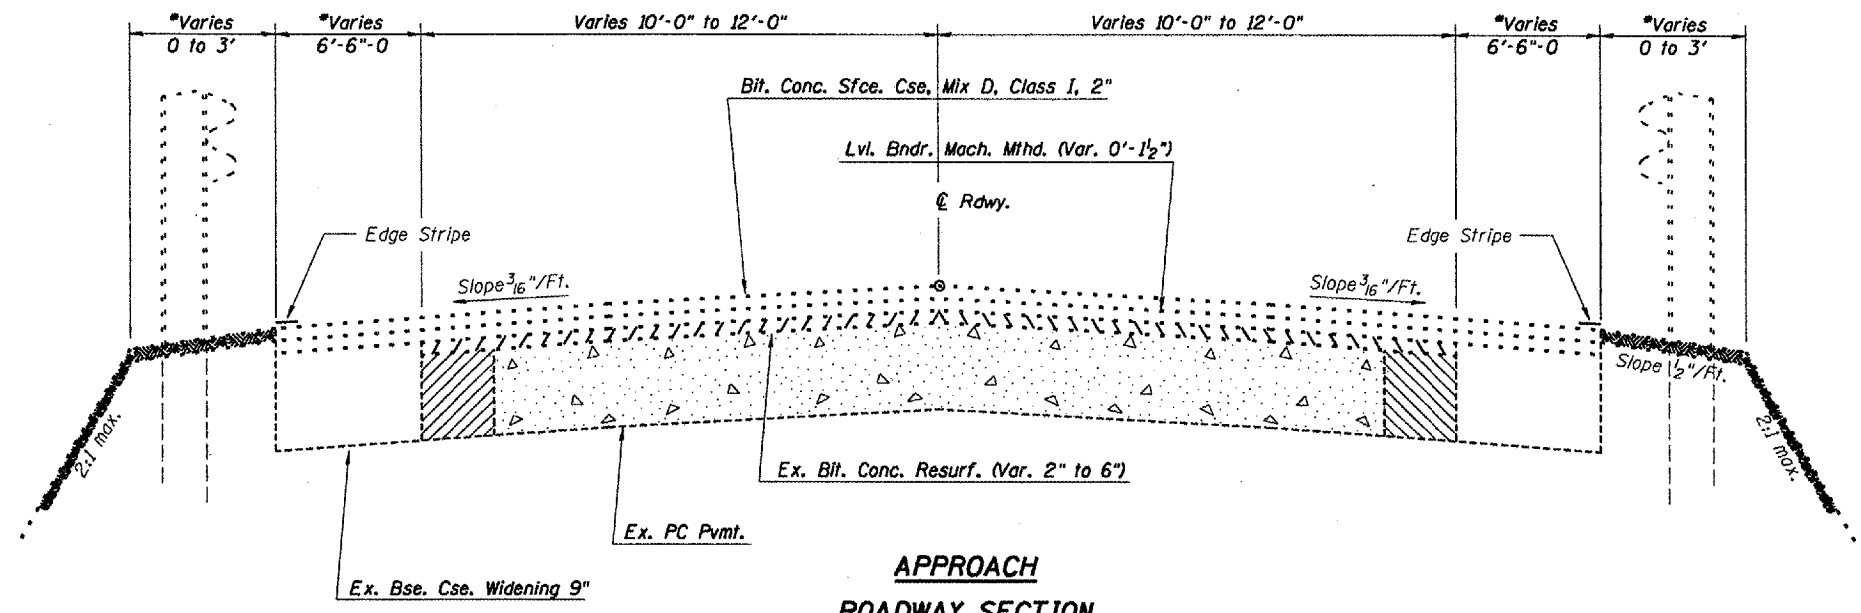 *Varies
0 to 3'
*Varies
6'-6"-0
Varies 10'-0" to 12'-0"
Varies 10'-0" to 12'-0"
*Varies
6'-6"-0
*Varies
0 to 3'
Bit. Conc. Sfce. Cse, Mix D, Class I, 2"
Lvl. Bndr. Mach. Mthd. (Var. 0'-1½")
℄ Rdwy.
Edge Stripe
Edge Stripe
Slope 3/16"/Ft.
Slope 3/16"/Ft.
Slope 1/2"/Ft.
2:1 max.
2:1 max.
Ex. Bit. Conc. Resurf. (Var. 2" to 6")
Ex. PC Pvmt.
Ex. Bse. Cse. Widening 9"
APPROACH
ROADWAY SECTION